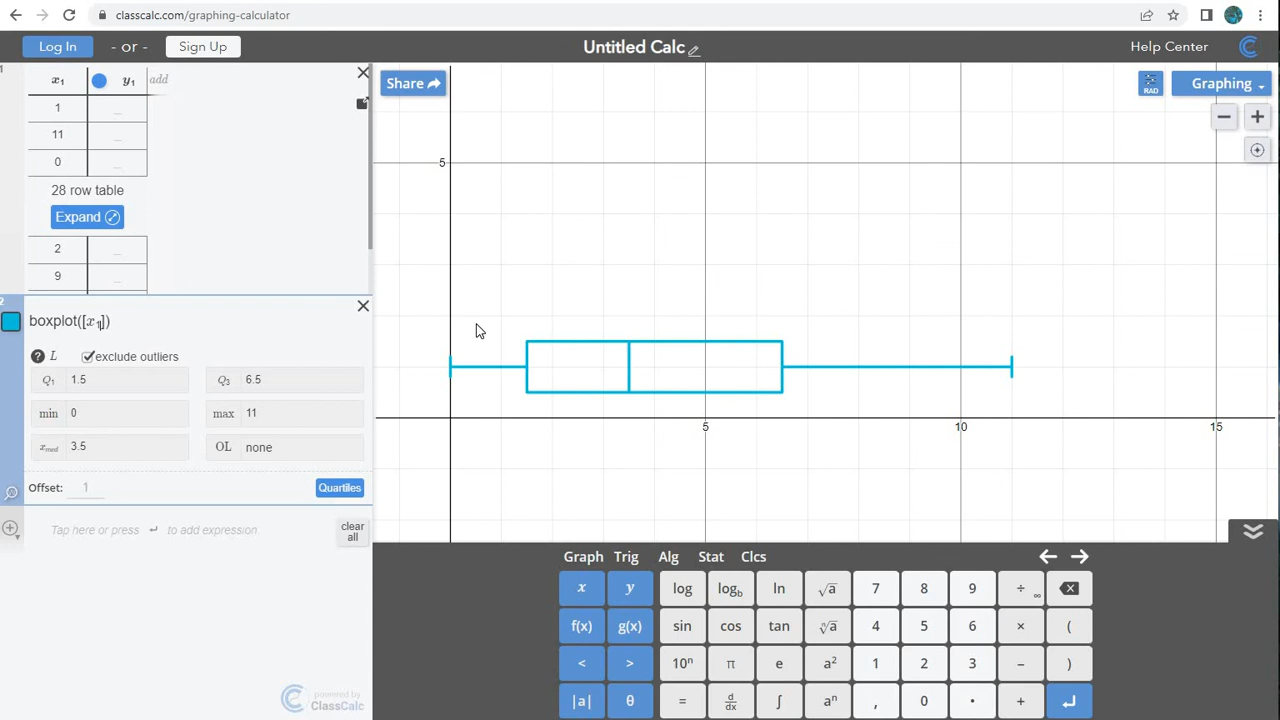 classcalc.com/graphing-calculator
Log In - or - Sign Up Untitled Calc Help Center
x₁ y₁ add
1 _
11 _
0 _
28 row table
Expand
2 _
9 _
Share
RAD
Graphing
− +
5
5 10 15
2
boxplot([x₁])
? L exclude outliers
Q₁ 1.5 Q₃ 6.5
min 0 max 11
xmed 3.5 OL none
Offset: 1 Quartiles
Tap here or press ↵ to add expression
clear
all
Graph Trig Alg Stat Clcs ← →
x y log logb ln √a 7 8 9 ÷ ∞
f(x) g(x) sin cos tan ⁿ√a 4 5 6 × (
< > 10ⁿ π e a² 1 2 3 − )
|a| θ = d/dx ∫ aⁿ , 0 · + ↵
powered by
ClassCalc